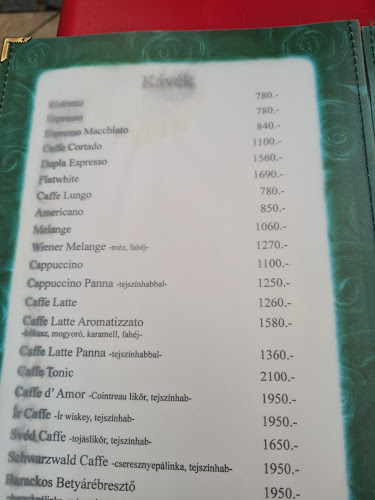 Kávék
Ristretto 780.-
Espresso 780.-
Espresso Macchiato 840.-
Caffe Cortado 1100.-
Dupla Espresso 1560.-
Flatwhite 1690.-
Caffe Lungo 780.-
Americano 850.-
Melange 1060.-
Wiener Melange -méz, fahéj- 1270.-
Cappuccino 1100.-
Cappuccino Panna -tejszínhabbal- 1250.-
Caffe Latte 1260.-
Caffe Latte Aromatizzato 1580.-
-kókusz, mogyoró, karamell, fahéj-
Caffe Latte Panna -tejszínhabbal- 1360.-
Caffe Tonic 2100.-
Caffe d' Amor -Cointreau likőr, tejszínhab- 1950.-
Ír Caffe -Ír wiskey, tejszínhab- 1950.-
Svéd Caffe -tojáslikőr, tejszínhab- 1650.-
Schwarzwald Caffe -cseresznyepálinka, tejszínhab- 1950.-
Barackos Betyárébresztő 1950.-